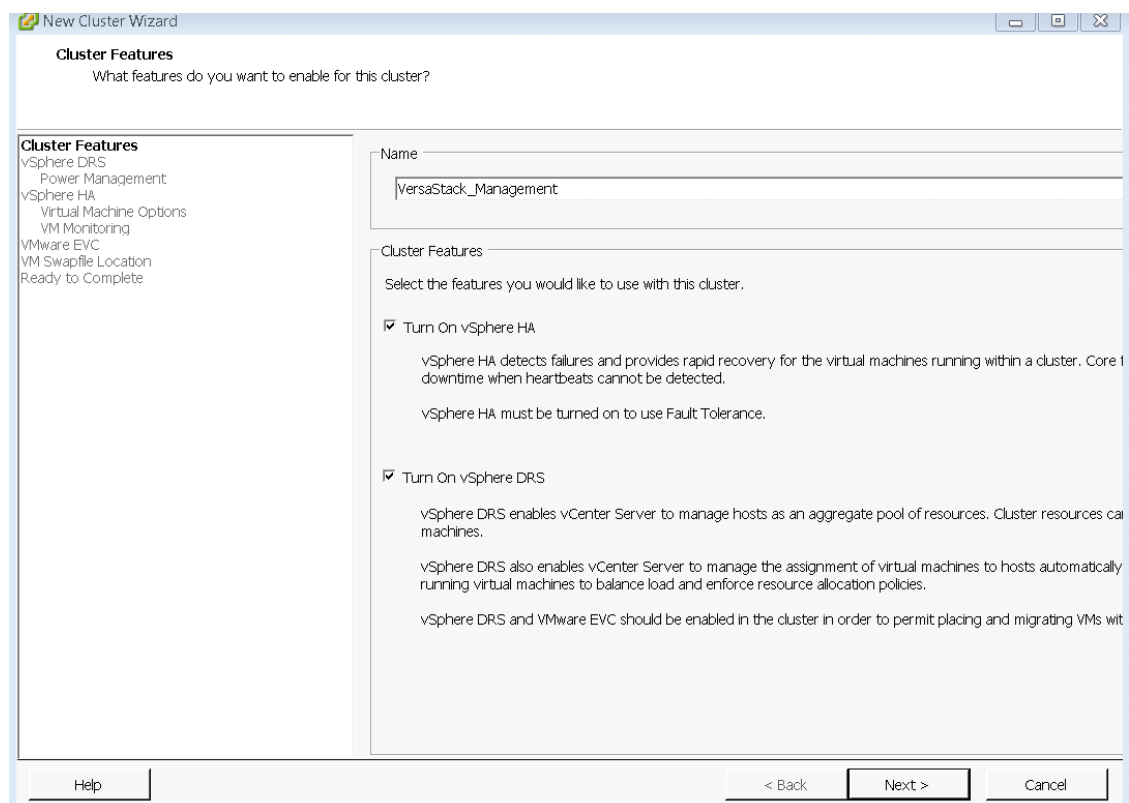 New Cluster Wizard
Cluster Features
What features do you want to enable for this cluster?
Cluster Features
vSphere DRS
Power Management
vSphere HA
Virtual Machine Options
VM Monitoring
VMware EVC
VM Swapfile Location
Ready to Complete
Name
VersaStack_Management
Cluster Features
Select the features you would like to use with this cluster.
Turn On vSphere HA
vSphere HA detects failures and provides rapid recovery for the virtual machines running within a cluster. Core
downtime when heartbeats cannot be detected.
vSphere HA must be turned on to use Fault Tolerance.
Turn On vSphere DRS
vSphere DRS enables vCenter Server to manage hosts as an aggregate pool of resources. Cluster resources
machines.
vSphere DRS also enables vCenter Server to manage the assignment of virtual machines to hosts automatically
running virtual machines to balance load and enforce resource allocation policies.
vSphere DRS and VMware EVC should be enabled in the cluster in order to permit placing and migrating VMs
Help
< Back
Next >
Cancel